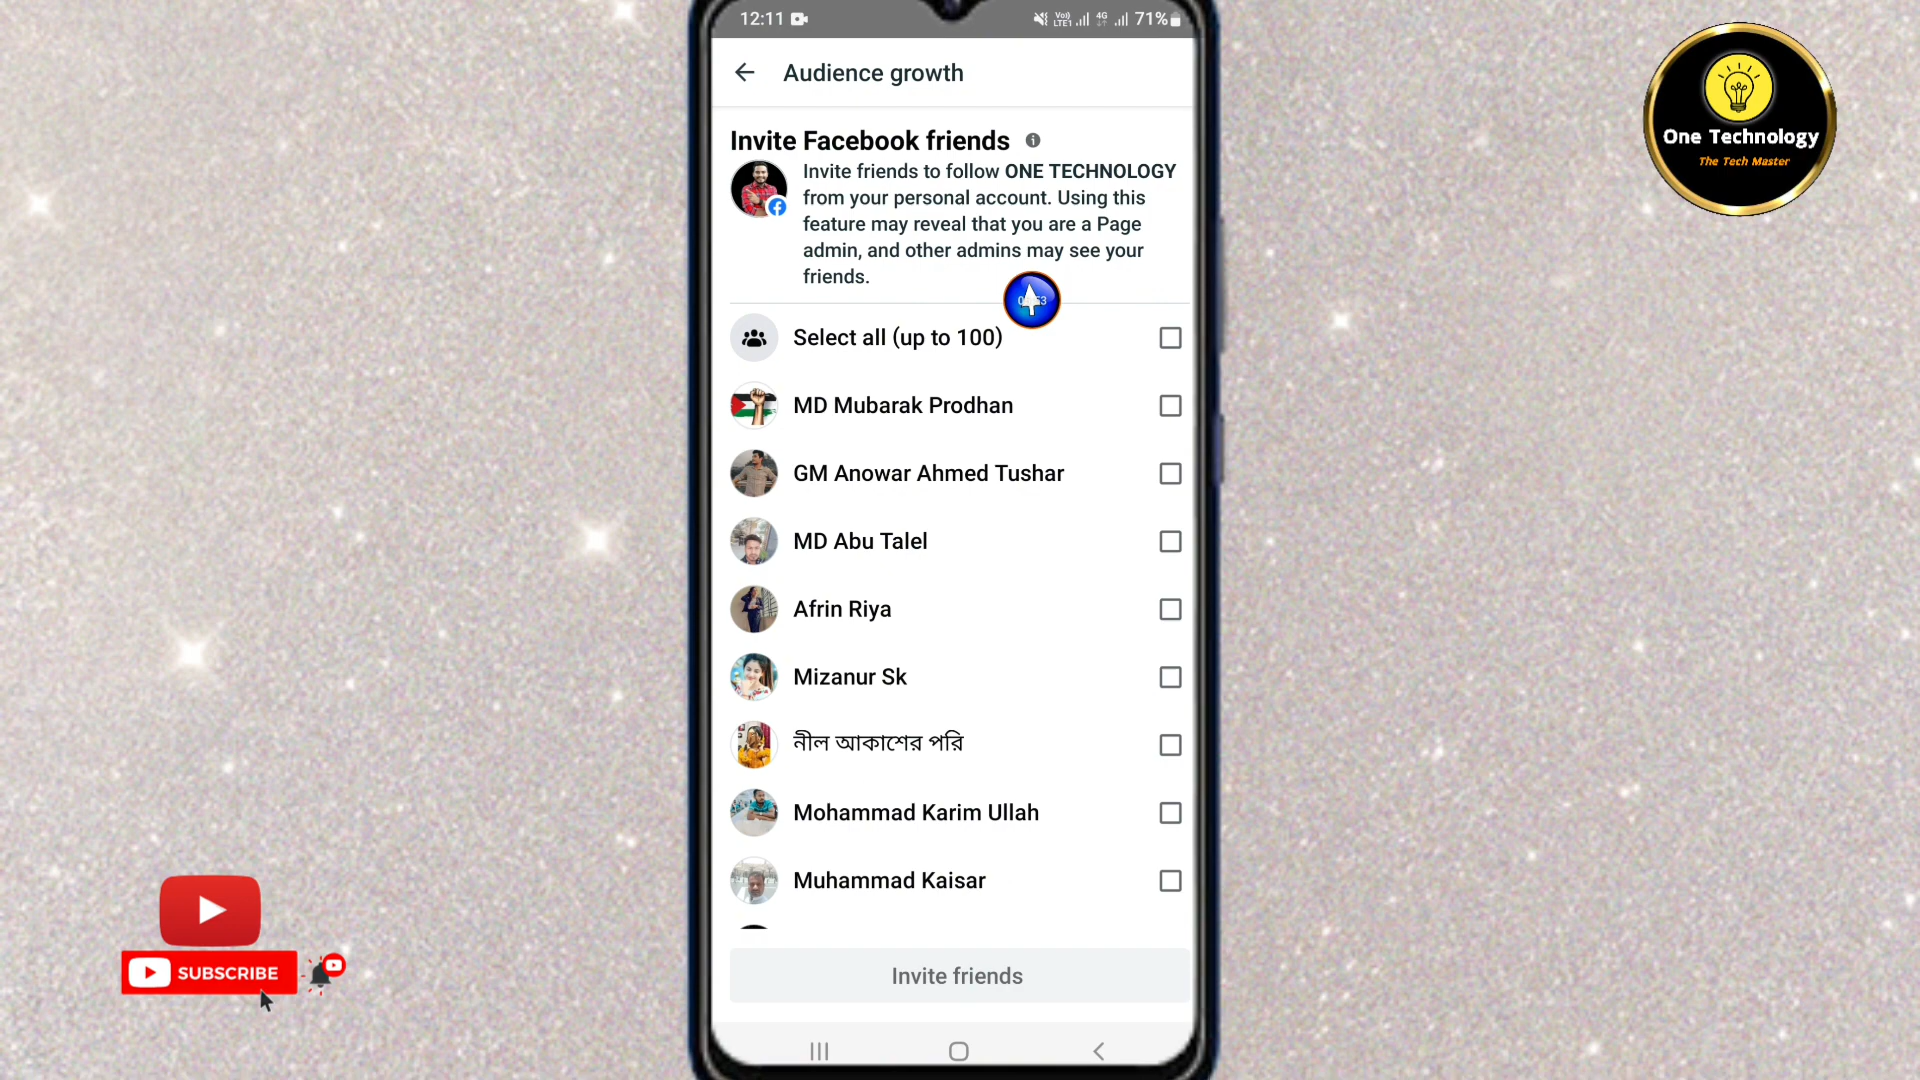 12:11
Vo))
LTE1
4G
71%
Audience growth
Invite Facebook friends
Invite friends to follow ONE TECHNOLOGY
from your personal account. Using this
feature may reveal that you are a Page
admin, and other admins may see your
friends.
Select all (up to 100)
MD Mubarak Prodhan
GM Anowar Ahmed Tushar
MD Abu Talel
Afrin Riya
Mizanur Sk
নীল আকাশের পরি
Mohammad Karim Ullah
Muhammad Kaisar
Invite friends
One Technology
The Tech Master
SUBSCRIBE